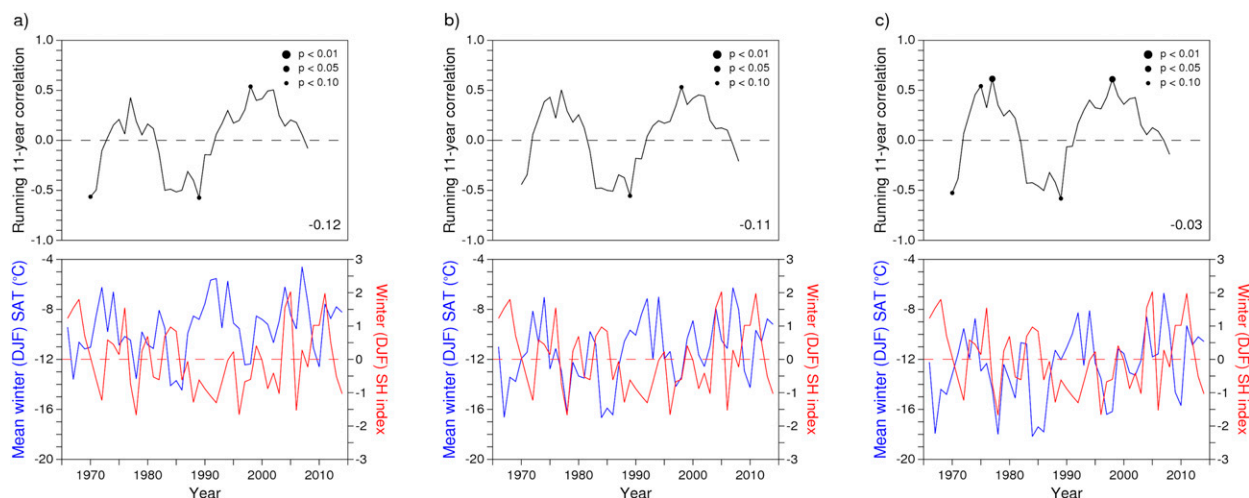 a)
Running 11-year correlation
1.0
0.5
0.0
-0.5
-1.0
p < 0.01
p < 0.05
p < 0.10
-0.12
Mean winter (DJF) SAT (°C)
-4
-8
-12
-16
-20
3
2
1
0
-1
-2
-3
Winter (DJF) SH index
1970 1980 1990 2000 2010
Year
b)
Running 11-year correlation
1.0
0.5
0.0
-0.5
-1.0
p < 0.01
p < 0.05
p < 0.10
-0.11
Mean winter (DJF) SAT (°C)
-4
-8
-12
-16
-20
3
2
1
0
-1
-2
-3
Winter (DJF) SH index
1970 1980 1990 2000 2010
Year
c)
Running 11-year correlation
1.0
0.5
0.0
-0.5
-1.0
p < 0.01
p < 0.05
p < 0.10
-0.03
Mean winter (DJF) SAT (°C)
-4
-8
-12
-16
-20
3
2
1
0
-1
-2
-3
Winter (DJF) SH index
1970 1980 1990 2000 2010
Year